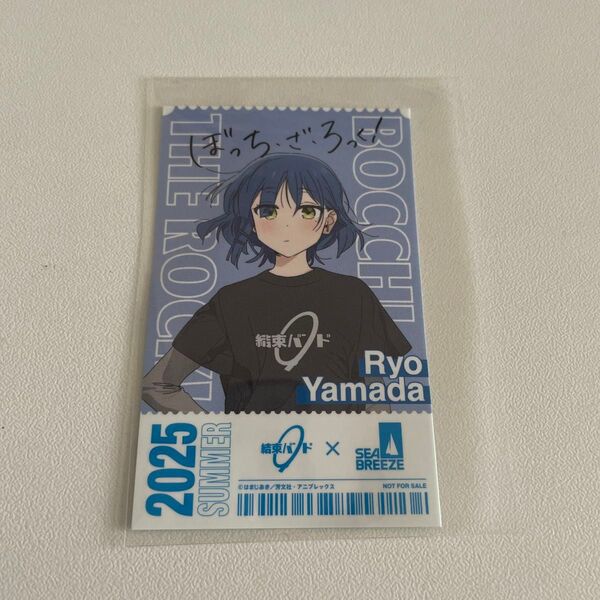 ぼっち・ざ・ろっく!
BOCCHI
THE ROCK!
結束バンド
Ryo
Yamada
2025
SUMMER
結束バンド × SEA BREEZE
©はまじあき/芳文社・アニプレックス
NOT FOR SALE